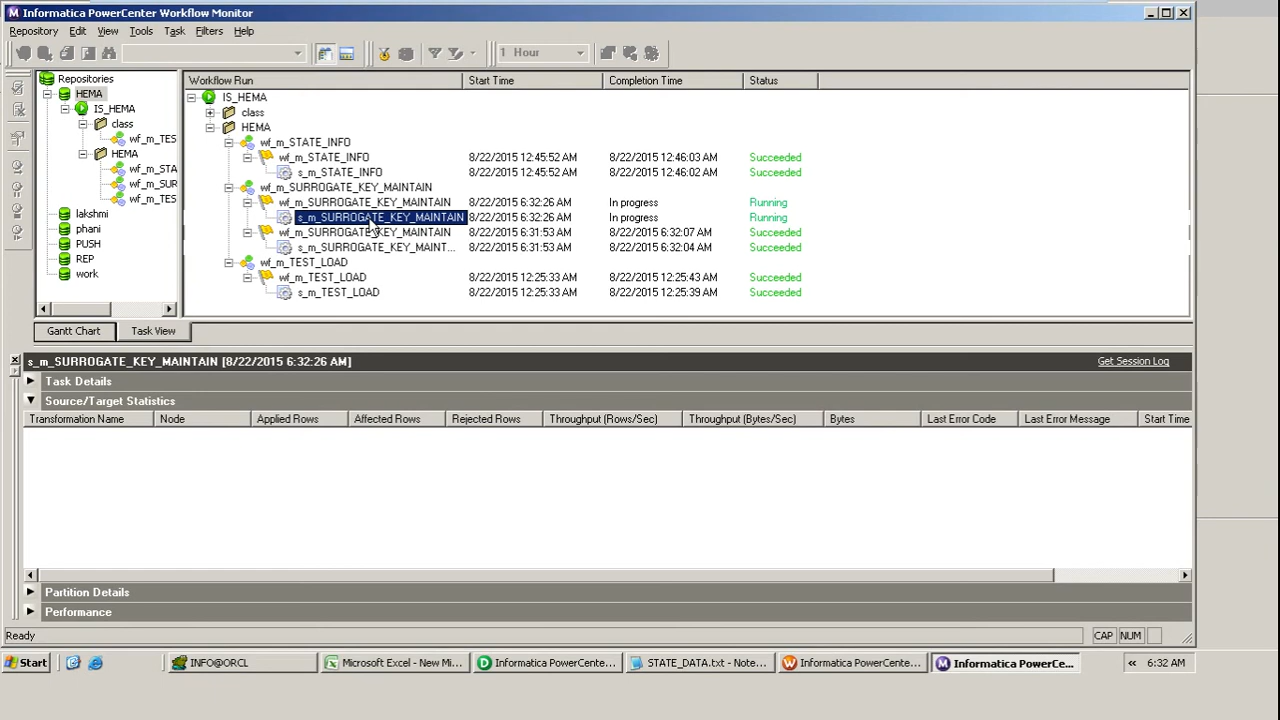 Informatica PowerCenter Workflow Monitor
Repository Edit View Tools Task Filters Help
1 Hour
Repositories
HEMA
IS_HEMA
class
wf_m_TES
HEMA
wf_m_STA
wf_m_SUR
wf_m_TES
lakshmi
phani
PUSH
REP
work
Workflow Run Start Time Completion Time Status
IS_HEMA
class
HEMA
wf_m_STATE_INFO
wf_m_STATE_INFO 8/22/2015 12:45:52 AM 8/22/2015 12:46:03 AM Succeeded
s_m_STATE_INFO 8/22/2015 12:45:52 AM 8/22/2015 12:46:02 AM Succeeded
wf_m_SURROGATE_KEY_MAINTAIN
wf_m_SURROGATE_KEY_MAINTAIN 8/22/2015 6:32:26 AM In progress Running
s_m_SURROGATE_KEY_MAINTAIN 8/22/2015 6:32:26 AM In progress Running
wf_m_SURROGATE_KEY_MAINTAIN 8/22/2015 6:31:53 AM 8/22/2015 6:32:07 AM Succeeded
s_m_SURROGATE_KEY_MAINT... 8/22/2015 6:31:53 AM 8/22/2015 6:32:04 AM Succeeded
wf_m_TEST_LOAD
wf_m_TEST_LOAD 8/22/2015 12:25:33 AM 8/22/2015 12:25:43 AM Succeeded
s_m_TEST_LOAD 8/22/2015 12:25:33 AM 8/22/2015 12:25:39 AM Succeeded
Gantt Chart Task View
s_m_SURROGATE_KEY_MAINTAIN [8/22/2015 6:32:26 AM] Get Session Log
Task Details
Source/Target Statistics
Transformation Name Node Applied Rows Affected Rows Rejected Rows Throughput (Rows/Sec) Throughput (Bytes/Sec) Bytes Last Error Code Last Error Message Start Time
Partition Details
Performance
Ready CAP NUM
Start INFO@ORCL Microsoft Excel - New Mi... Informatica PowerCente... STATE_DATA.txt - Note... Informatica PowerCente... Informatica PowerCe... « 6:32 AM